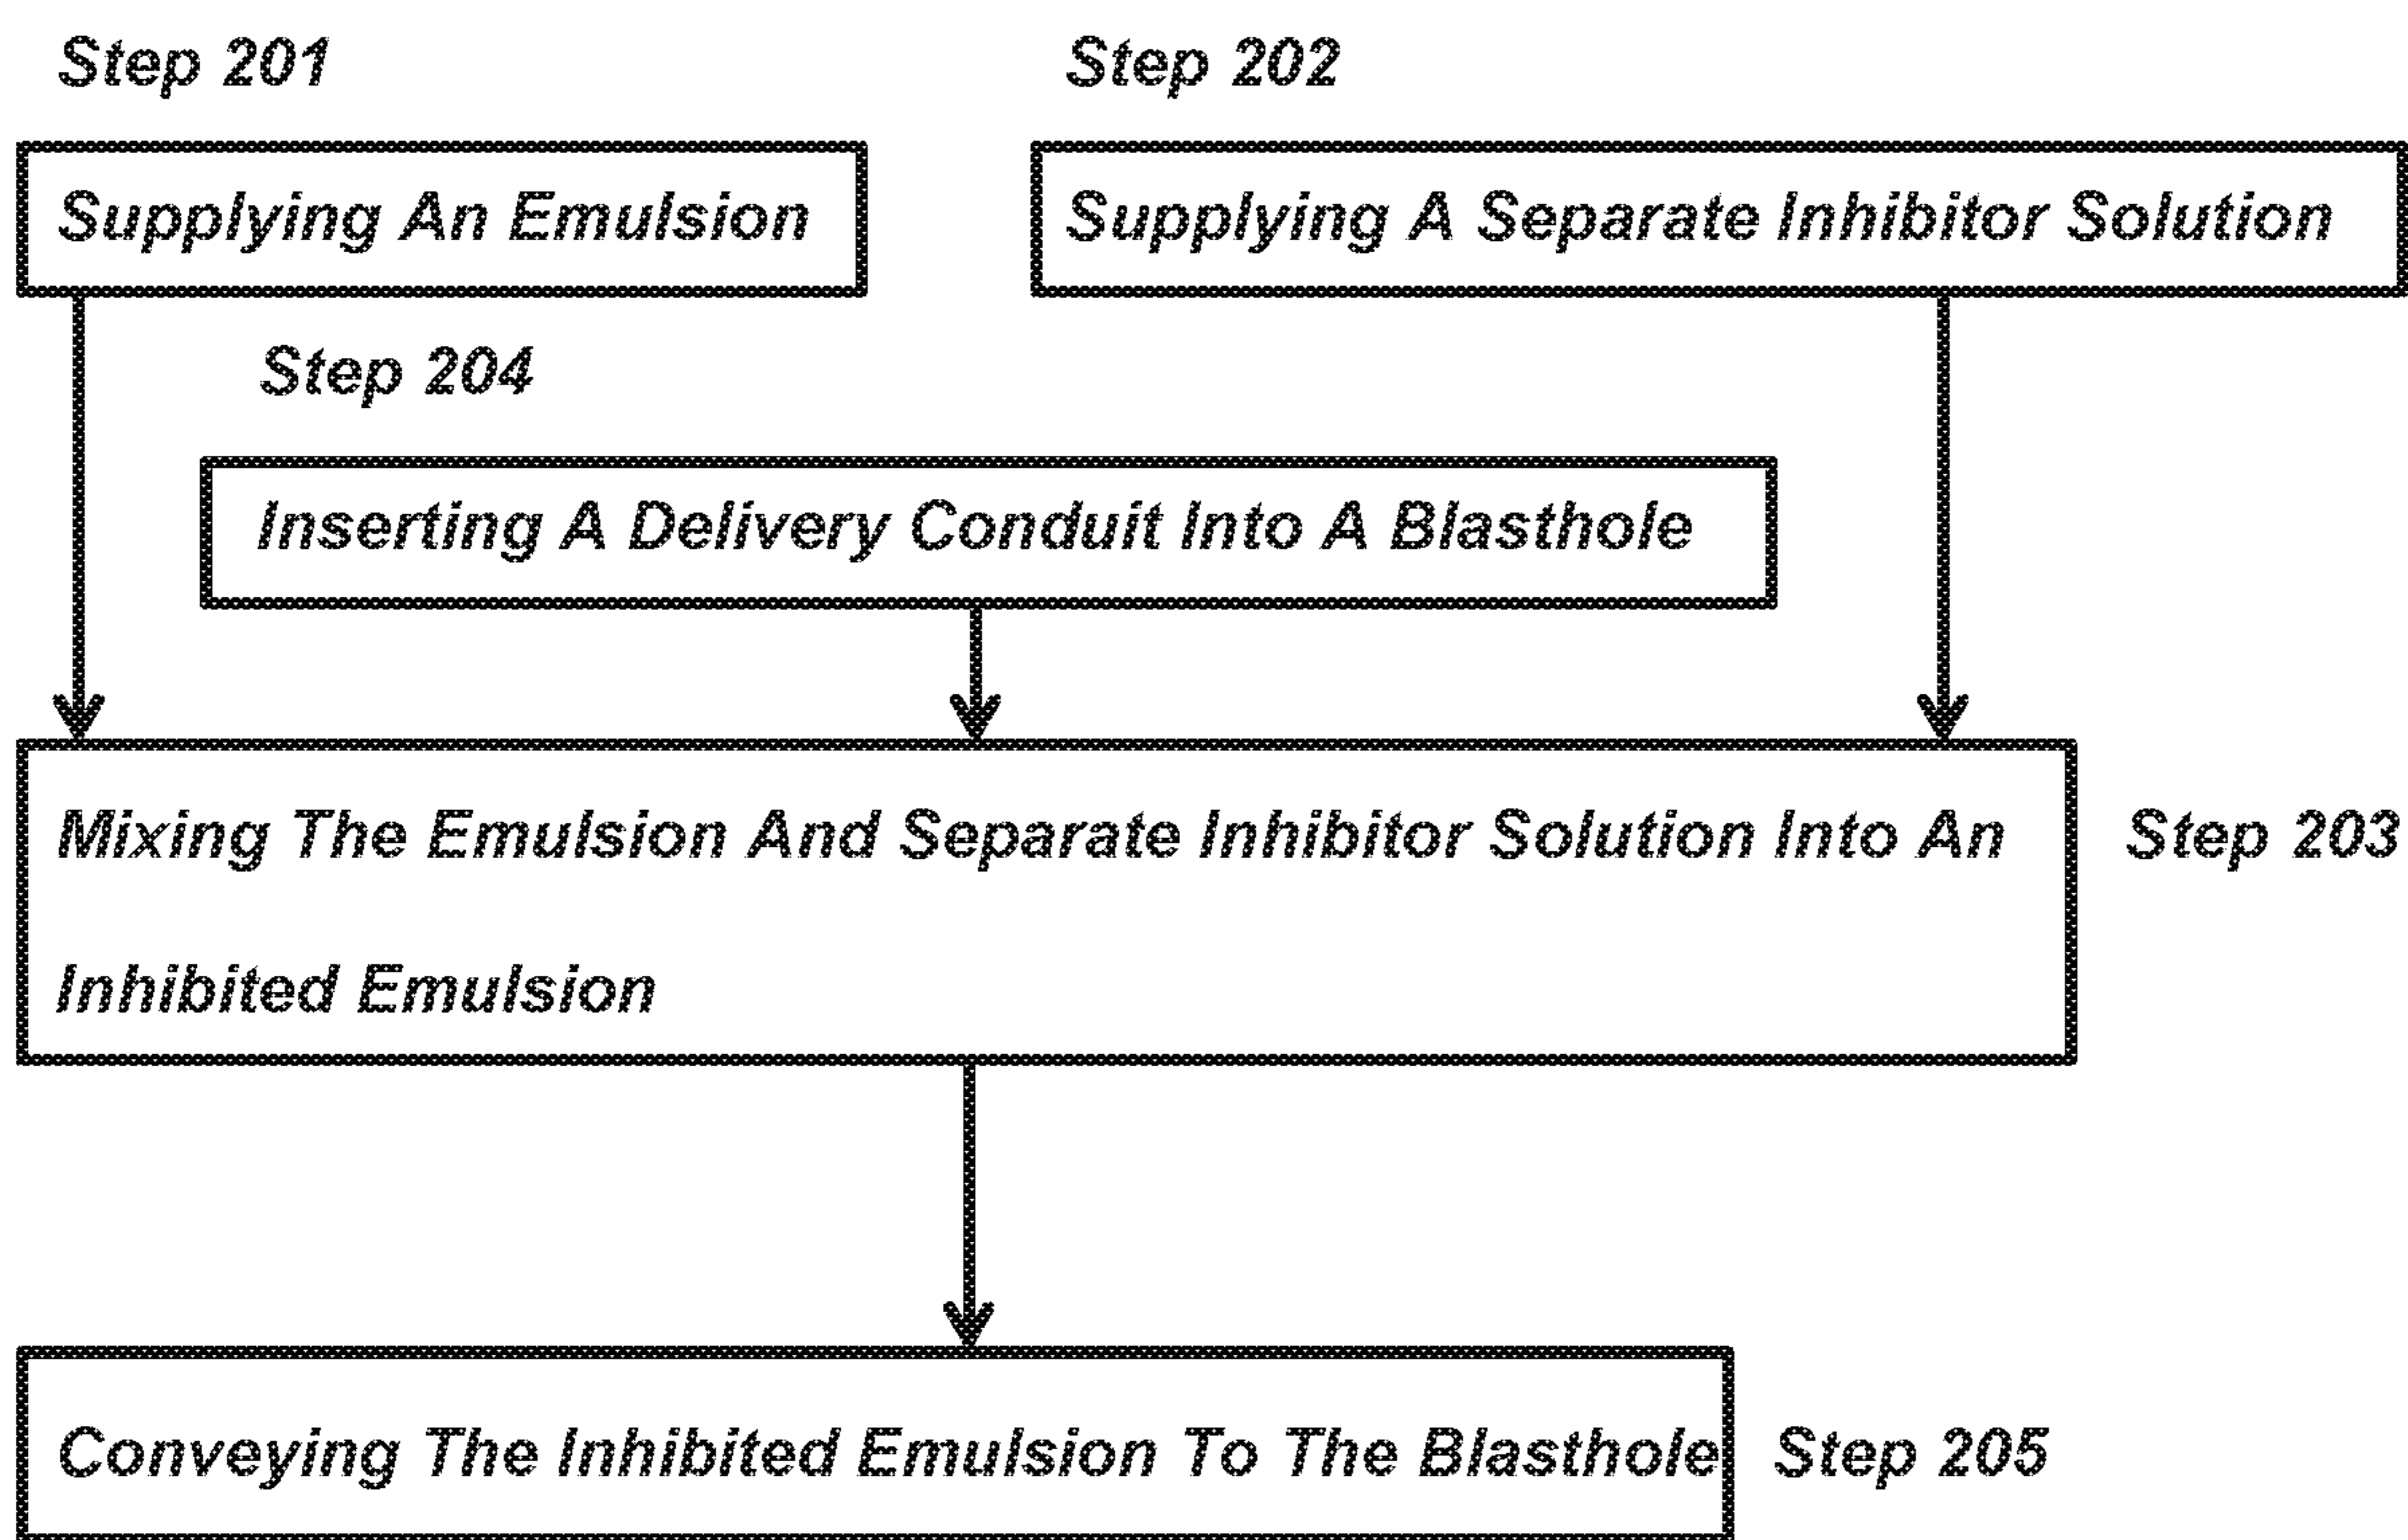 Step 201
Step 202
Supplying An Emulsion
Supplying A Separate Inhibitor Solution
Step 204
Inserting A Delivery Conduit Into A Blasthole
Mixing The Emulsion And Separate Inhibitor Solution Into An
Inhibited Emulsion
Step 203
Conveying The Inhibited Emulsion To The Blasthole
Step 205